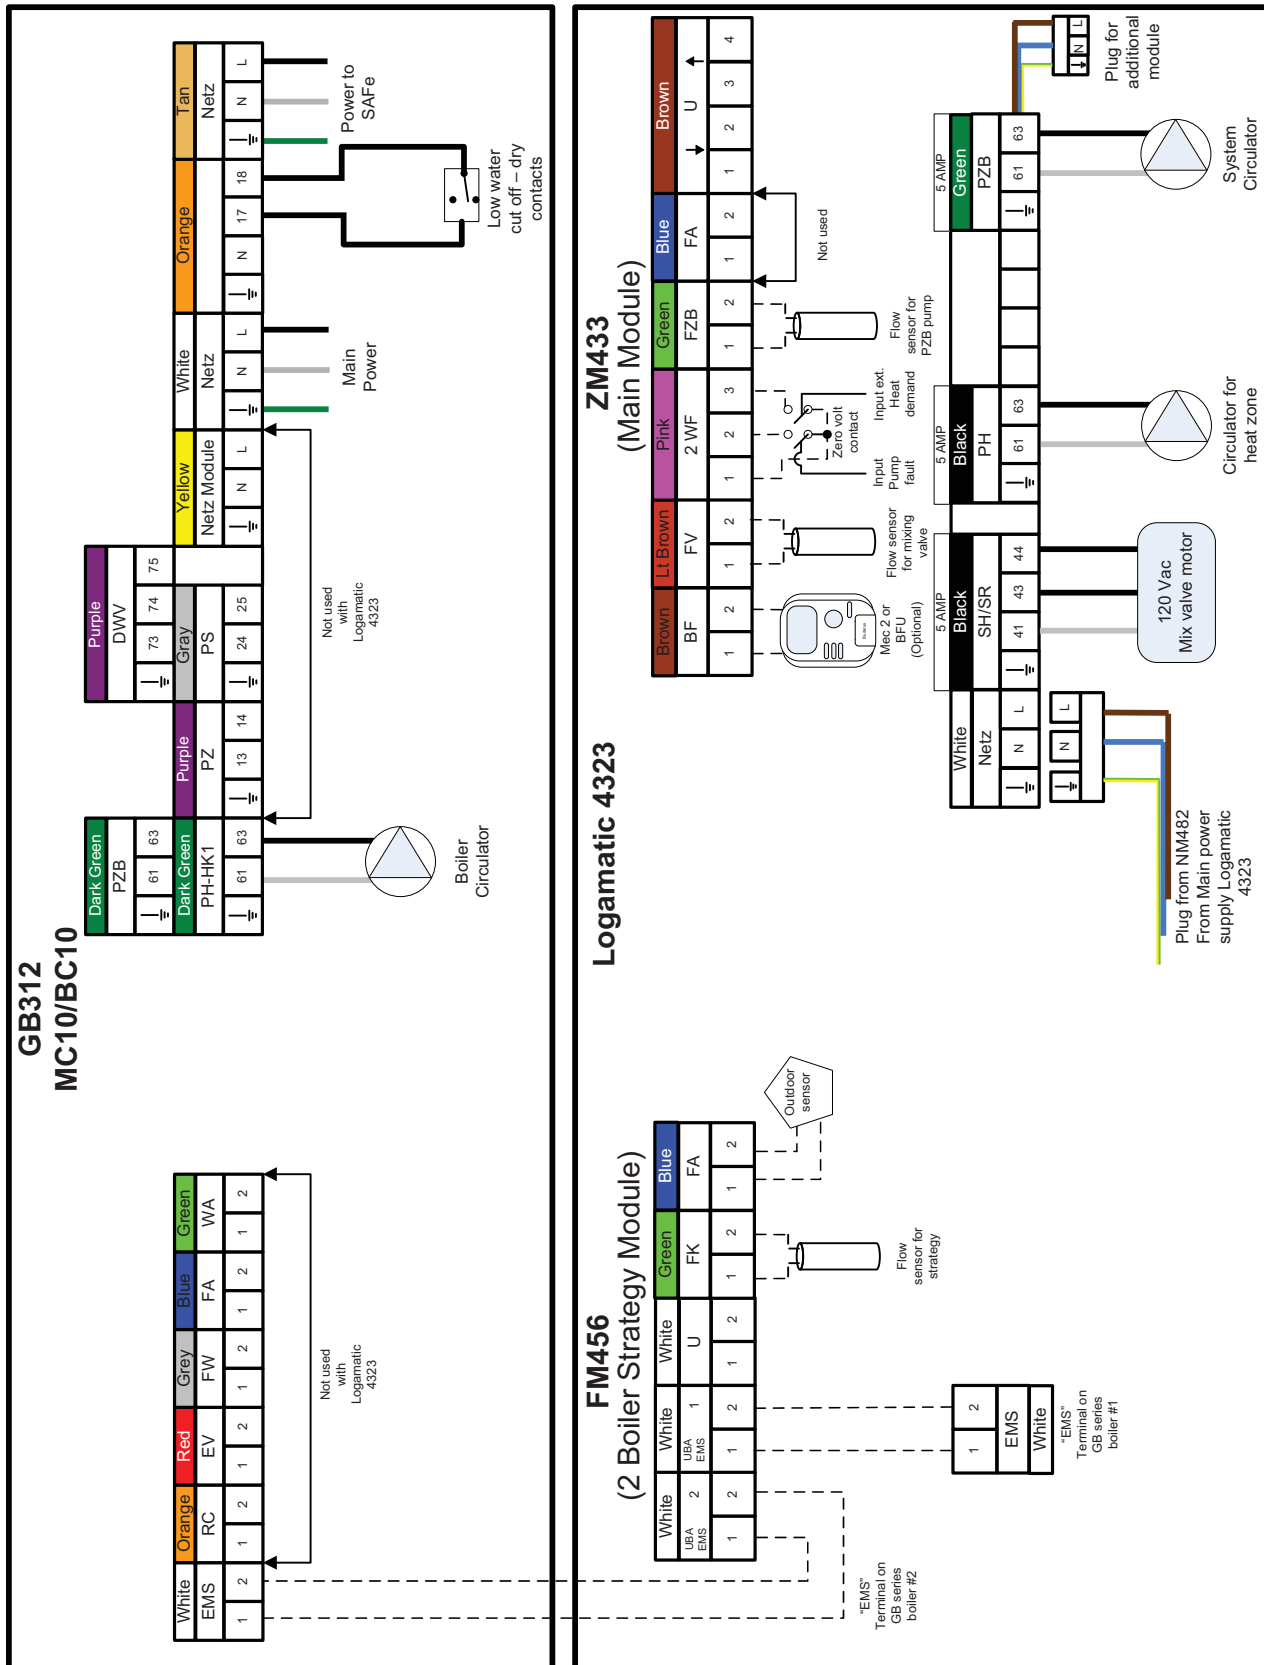 GB312
MC10/BC10
White
EMS
1 2
Orange
RC
1 2
Red
EV
1 2
Grey
FW
1 2
Blue
FA
1 2
Green
WA
1 2
Not used
with
Logamatic
4323
Dark Green
PZB
61 63
Dark Green
PH-HK1
61 63
Boiler
Circulator
Purple
PZ
13 14
Purple
DWV
73 74 75
Gray
PS
24 25
Yellow
Netz Module
N L
Not used
with
Logamatic
4323
White
Netz
N L
Main
Power
Orange
N 17 18
Low water
cut off – dry
contacts
Tan
Netz
N L
Power to
SAFe
Logamatic 4323
FM456
(2 Boiler Strategy Module)
White
UBA
EMS
2
1 2
White
UBA
EMS
1
1 2
White
U
1 2
Green
FK
1 2
Blue
FA
1 2
Outdoor
sensor
Flow
sensor for
strategy
"EMS"
Terminal on
GB series
boiler #2
1 2
EMS
White
"EMS"
Terminal on
GB series
boiler #1
ZM433
(Main Module)
Brown
BF
1 2
Lt Brown
FV
1 2
Pink
2 WF
1 2 3
Green
FZB
1 2
Blue
FA
1 2
Brown
U
1 2 3 4
Mec 2 or
BFU
(Optional)
Flow sensor
for mixing
valve
Input
Pump
fault
Zero volt
contact
Input ext.
Heat
demand
Flow
sensor for
PZB pump
Not used
White
Netz
N L
N L
Plug from NM482
From Main power
supply Logamatic
4323
5 AMP
Black
SH/SR
41 43 44
120 Vac
Mix valve motor
5 AMP
Black
PH
61 63
Circulator for
heat zone
5 AMP
Green
PZB
61 63
System
Circulator
N L
Plug for
additional
module